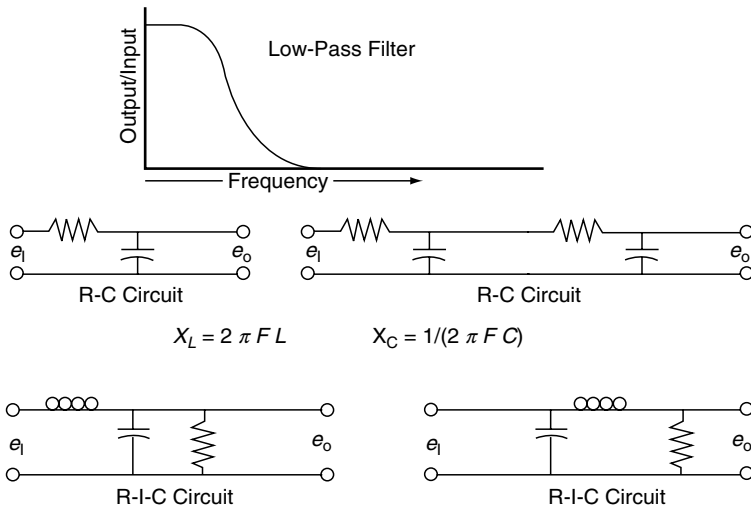 Output/Input
Low-Pass Filter
Frequency
eI
eo
eI
eo
R-C Circuit
R-C Circuit
XL = 2 π F L
XC = 1/(2 π F C)
eI
eo
eI
eo
R-I-C Circuit
R-I-C Circuit